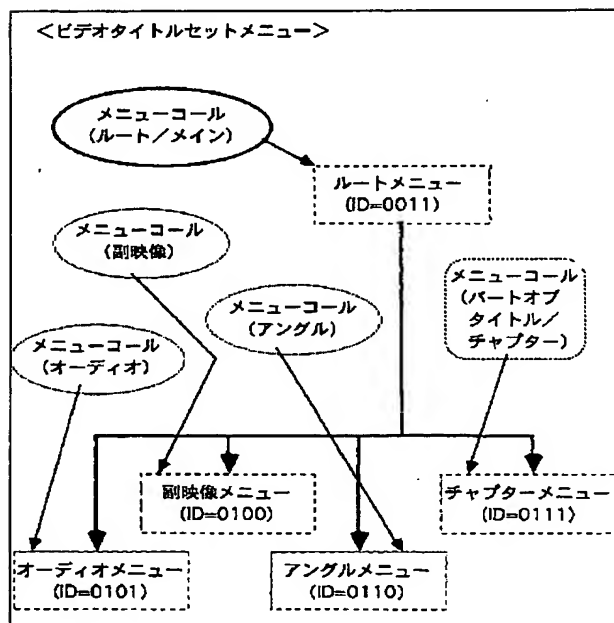 <ビデオタイトルセットメニュー>
メニューコール
(ルート/メイン)
ルートメニュー
(ID=0011)
メニューコール
(副映像)
メニューコール
(アングル)
メニューコール
(パートオブ
タイトル/
チャプター)
メニューコール
(オーディオ)
副映像メニュー
(ID=0100)
チャプターメニュー
(ID=0111)
オーディオメニュー
(ID=0101)
アングルメニュー
(ID=0110)